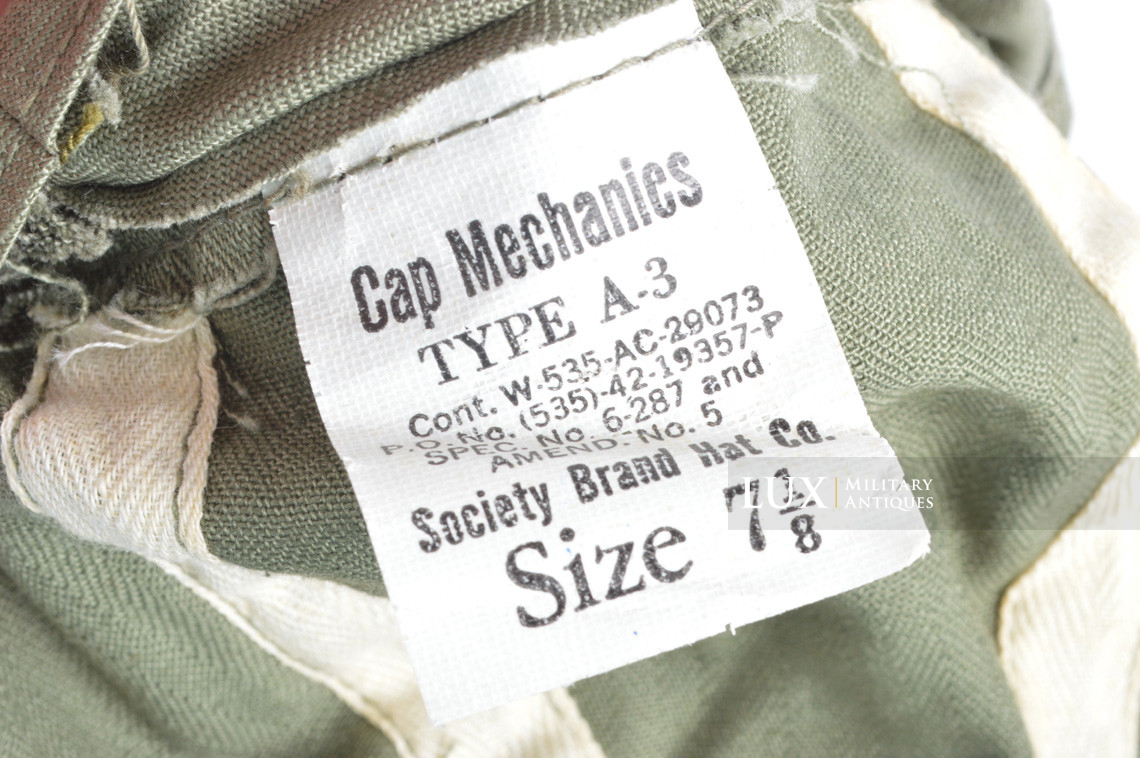 Cap Mechanics
TYPE A-3
Cont. W-535-AC-29073
P.O. No. (535)-42-19357-P
SPEC. No. 6-287 and
AMEND. No. 5
Society Brand Hat Co.
Size 7 1/8
LUX MILITARY
ANTIQUES